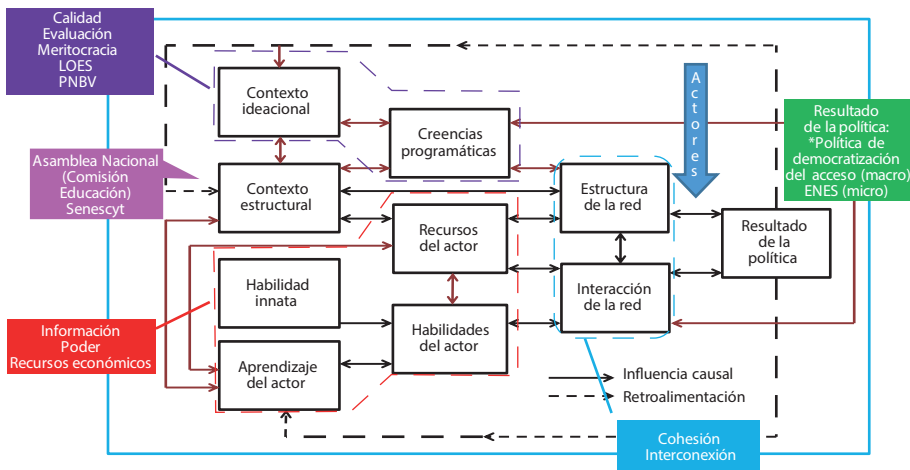 Calidad
Evaluación
Meritocracia
LOES
PNBV
Contexto
ideacional
Creencias
programáticas
Actores
Resultado
de la política:
*Política de
democratización
del acceso (macro)
ENES (micro)
Asamblea Nacional
(Comisión
Educación)
Senescyt
Contexto
estructural
Estructura
de la red
Recursos
del actor
Resultado
de la
política
Habilidad
innata
Interacción
de la red
Habilidades
del actor
Información
Poder
Recursos económicos
Aprendizaje
del actor
Influencia causal
Retroalimentación
Cohesión
Interconexión